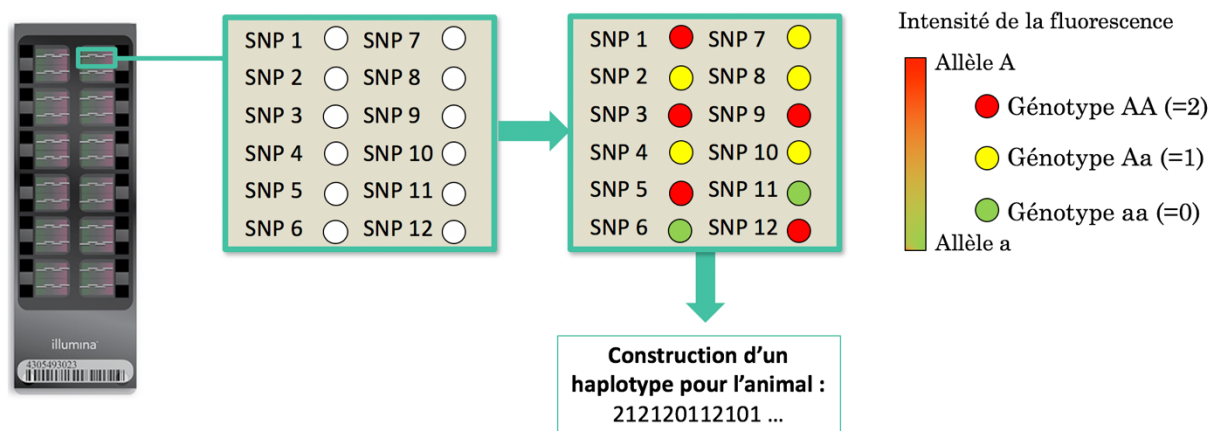 illumina
4305493023
SNP 1 SNP 7
SNP 2 SNP 8
SNP 3 SNP 9
SNP 4 SNP 10
SNP 5 SNP 11
SNP 6 SNP 12
SNP 1 SNP 7
SNP 2 SNP 8
SNP 3 SNP 9
SNP 4 SNP 10
SNP 5 SNP 11
SNP 6 SNP 12
Intensité de la fluorescence
Allèle A
Génotype AA (=2)
Génotype Aa (=1)
Génotype aa (=0)
Allèle a
Construction d’un
haplotype pour l’animal :
212120112101 ...